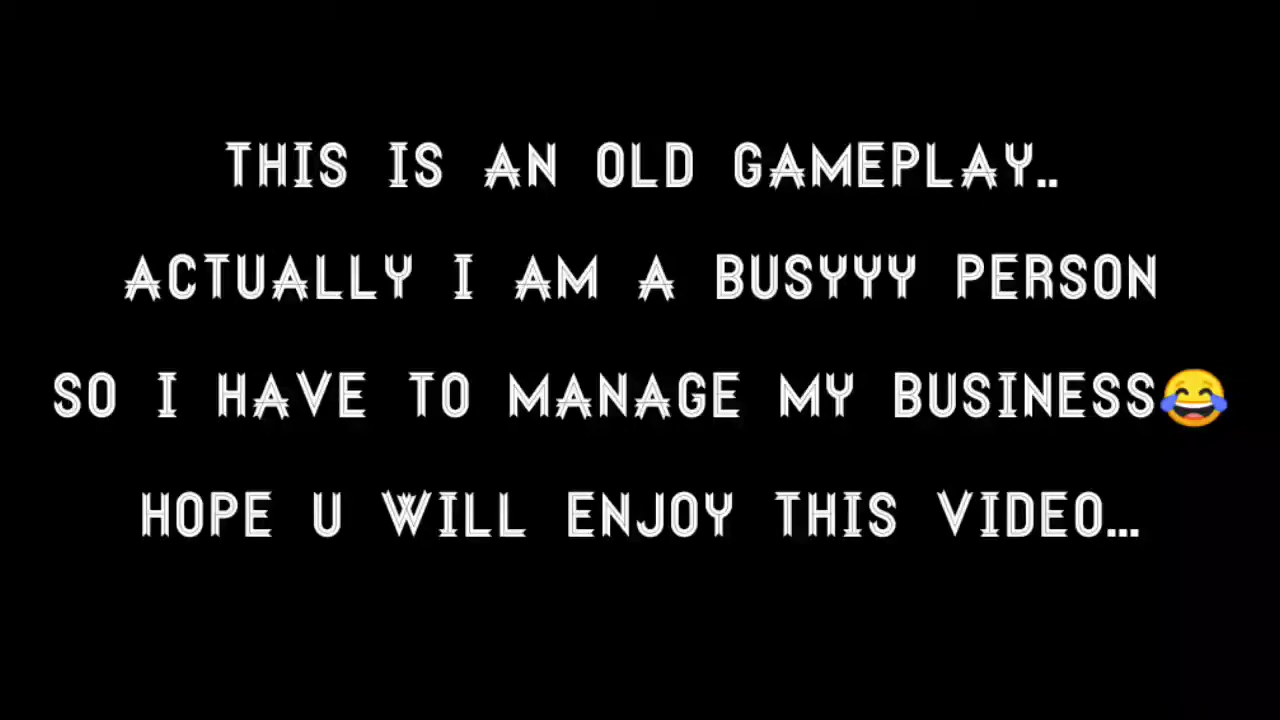 THIS IS AN OLD GAMEPLAY..
ACTUALLY I AM A BUSYYY PERSON
SO I HAVE TO MANAGE MY BUSINESS😂
HOPE U WILL ENJOY THIS VIDEO...